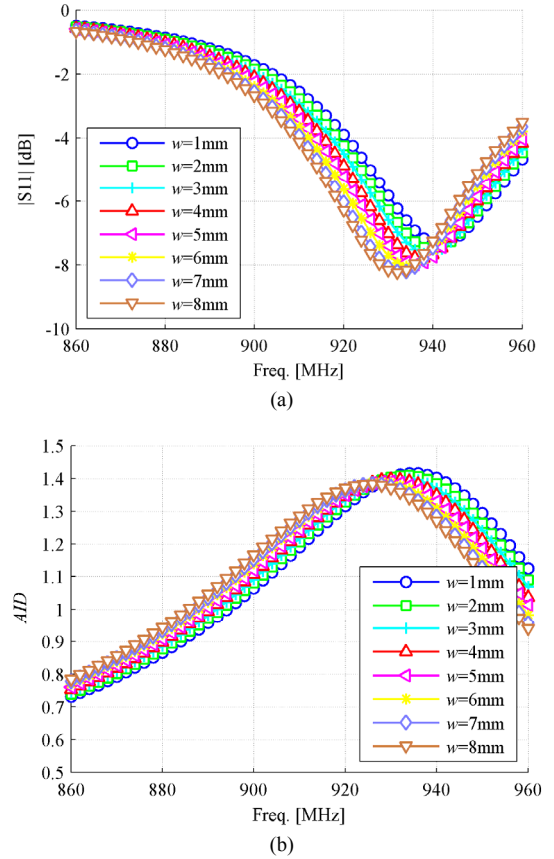 0
-2
-4
-6
-8
-10
|S11| [dB]
w=1mm
w=2mm
w=3mm
w=4mm
w=5mm
w=6mm
w=7mm
w=8mm
860 880 900 920 940 960
Freq. [MHz]
(a)
1.5
1.4
1.3
1.2
1.1
1
0.9
0.8
0.7
0.6
0.5
AID
w=1mm
w=2mm
w=3mm
w=4mm
w=5mm
w=6mm
w=7mm
w=8mm
860 880 900 920 940 960
Freq. [MHz]
(b)